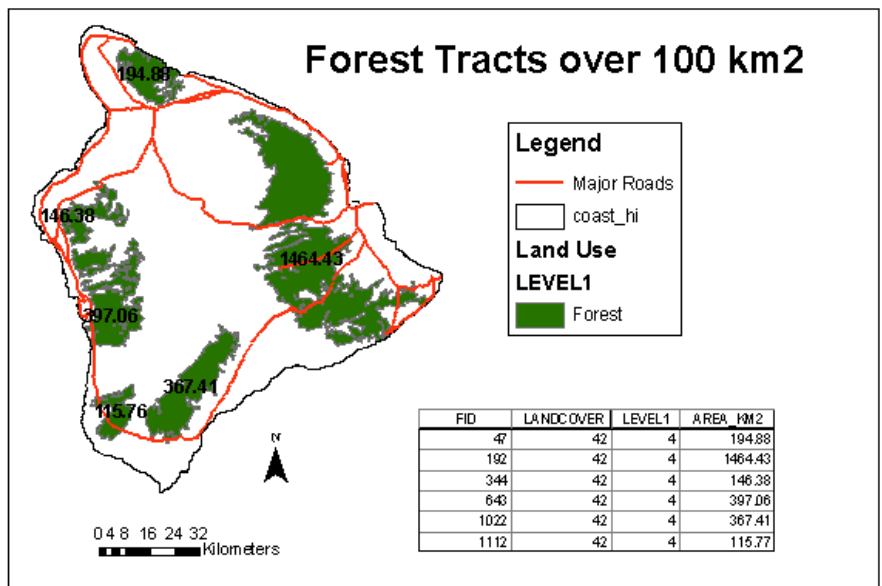 Forest Tracts over 100 km2
194.88
146.38
1464.43
397.06
367.41
115.76
Legend
Major Roads
coast_hi
Land Use
LEVEL1
Forest
N
0 4 8 16 24 32
Kilometers
FID LANDCOVER LEVEL1 AREA_KM2
47 42 4 194.88
192 42 4 1464.43
344 42 4 146.38
643 42 4 397.06
1022 42 4 367.41
1112 42 4 115.77